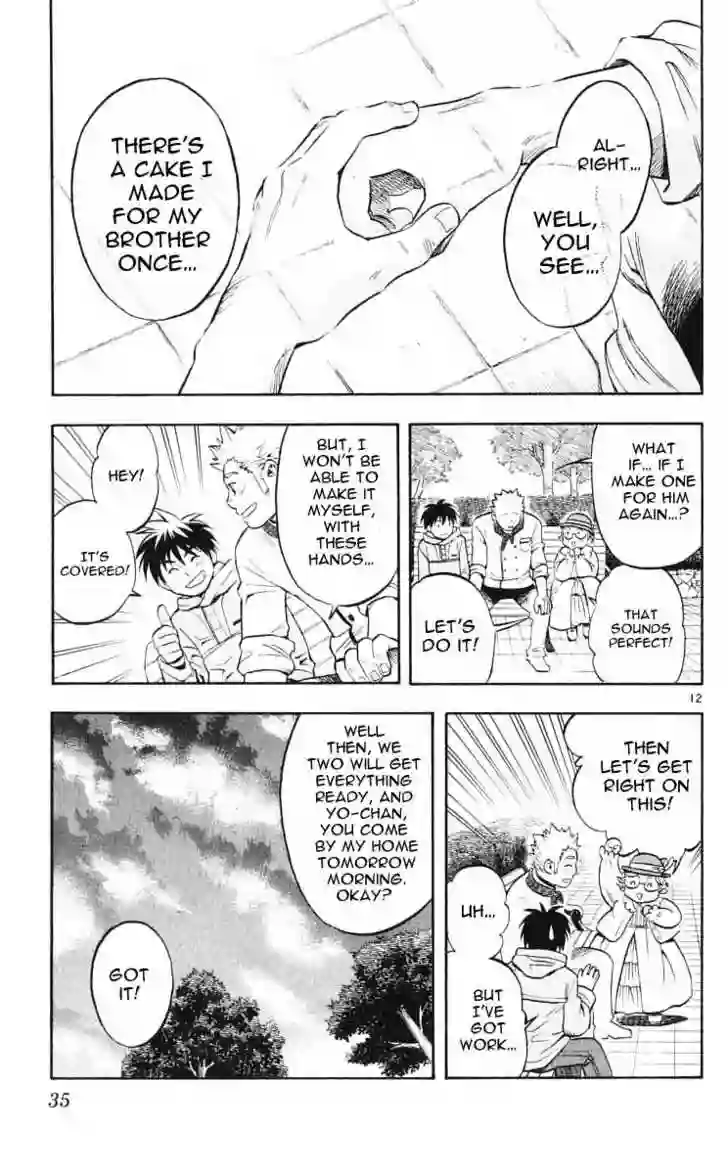 AL-
RIGHT...
WELL,
YOU
SEE...
THERE'S
A CAKE I
MADE
FOR MY
BROTHER
ONCE...
WHAT
IF... IF I
MAKE ONE
FOR HIM
AGAIN...?
THAT
SOUNDS
PERFECT!
LET'S
DO IT!
BUT, I
WON'T BE
ABLE TO
MAKE IT
MYSELF,
WITH
THESE
HANDS...
HEY!
IT'S
COVERED!
12
THEN
LET'S GET
RIGHT ON
THIS!
UH...
BUT
I'VE
GOT
WORK...
WELL
THEN, WE
TWO WILL GET
EVERYTHING
READY, AND
YO-CHAN,
YOU COME
BY MY HOME
TOMORROW
MORNING.
OKAY?
GOT
IT!
35